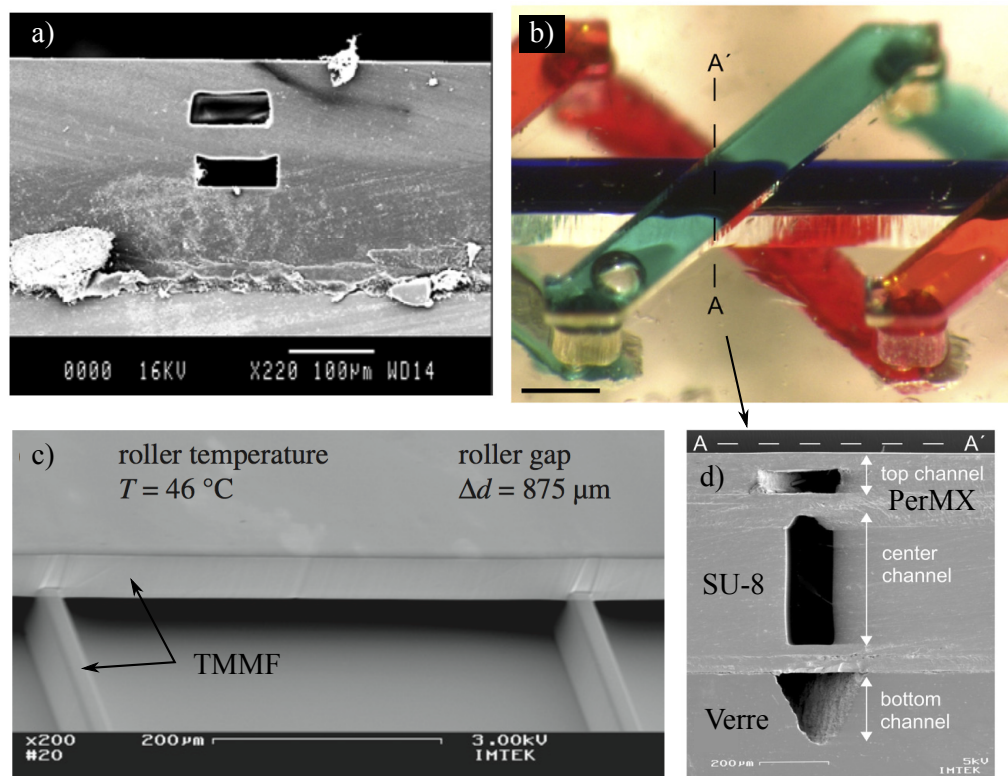 a)
0000 16KV X220 100μm WD14
b)
A´
A
c)
roller temperature
T = 46 °C
roller gap
Δd = 875 μm
TMMF
x200
#20
200μm
3.00kV
IMTEK
A
A´
d)
top channel
PerMX
center
channel
SU-8
Verre
bottom
channel
200μm
5kV
IMTEK